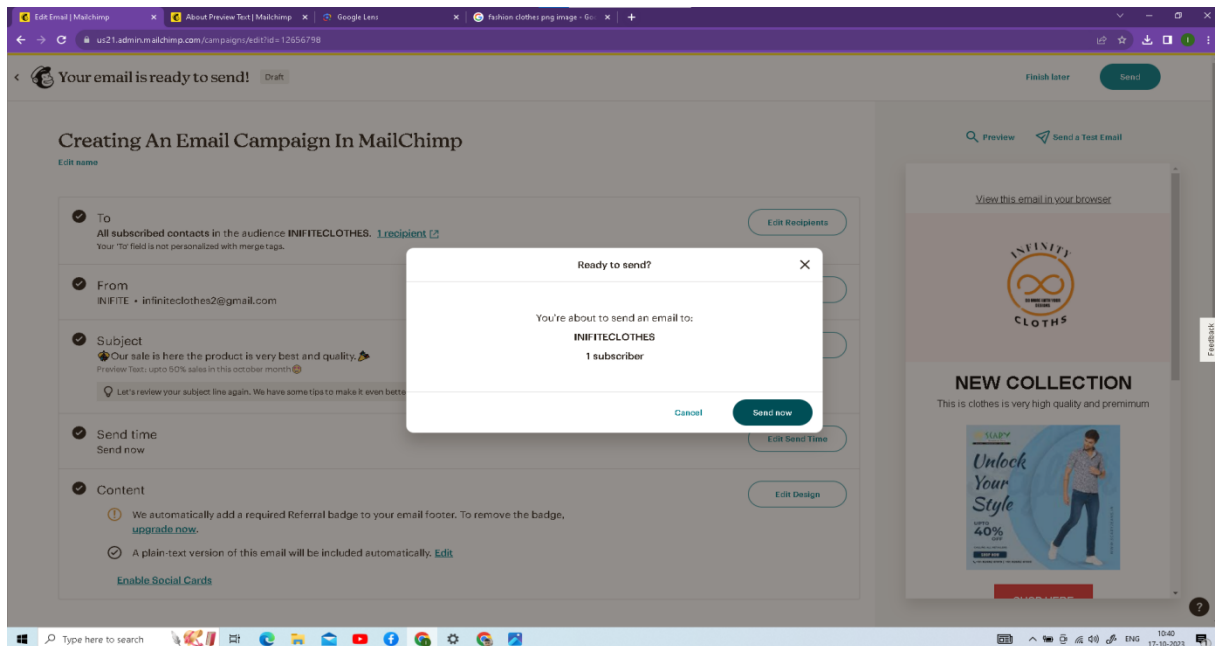 Edit Email | Mailchimp
About Preview Text | Mailchimp
Google Lens
fashion clothes png image - Go
us21.admin.mailchimp.com/campaigns/edit?id=12656798
Your email is ready to send! Draft
Finish later
Send
Creating An Email Campaign In MailChimp
Edit name
Preview
Send a Test Email
To
All subscribed contacts in the audience INIFITECLOTHES. 1 recipient
Your 'To' field is not personalized with merge tags.
Edit Recipients
From
INIFITE • infiniteclothes2@gmail.com
Subject
Our sale is here the product is very best and quality.
Preview Text: upto 50% sales in this october month
Let's review your subject line again. We have some tips to make it even bette
Send time
Send now
Edit Send Time
Content
Edit Design
We automatically add a required Referral badge to your email footer. To remove the badge,
upgrade now.
A plain-text version of this email will be included automatically. Edit
Enable Social Cards
Ready to send?
You're about to send an email to:
INIFITECLOTHES
1 subscriber
Cancel
Send now
View this email in your browser
INFINITY
CLOTHS
NEW COLLECTION
This is clothes is very high quality and premimum
Unlock
Your
Style
UPTO
40%
OFF
SHOP HERE
Feedback
?
Type here to search
ENG
10:40
17-10-2023